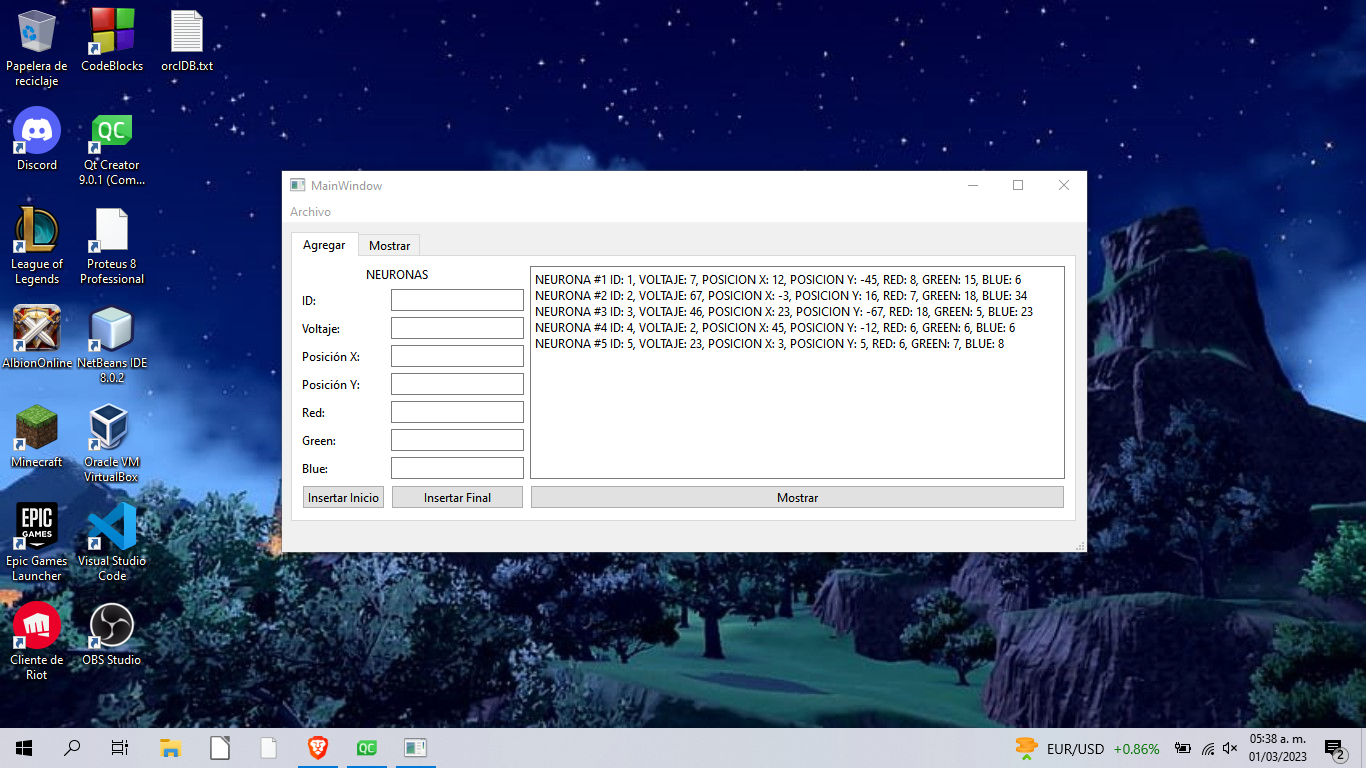 Papelera de
reciclaje
CodeBlocks
orclDB.txt
Discord
QC
Qt Creator
9.0.1 (Com...
League of
Legends
Proteus 8
Professional
AlbionOnline
NetBeans IDE
8.0.2
Minecraft
Oracle VM
VirtualBox
EPIC
GAMES
Epic Games
Launcher
Visual Studio
Code
Cliente de
Riot
OBS Studio
MainWindow
Archivo
Agregar
Mostrar
NEURONAS
ID:
Voltaje:
Posición X:
Posición Y:
Red:
Green:
Blue:
Insertar Inicio
Insertar Final
NEURONA #1 ID: 1, VOLTAJE: 7, POSICION X: 12, POSICION Y: -45, RED: 8, GREEN: 15, BLUE: 6
NEURONA #2 ID: 2, VOLTAJE: 67, POSICION X: -3, POSICION Y: 16, RED: 7, GREEN: 18, BLUE: 34
NEURONA #3 ID: 3, VOLTAJE: 46, POSICION X: 23, POSICION Y: -67, RED: 18, GREEN: 5, BLUE: 23
NEURONA #4 ID: 4, VOLTAJE: 2, POSICION X: 45, POSICION Y: -12, RED: 6, GREEN: 6, BLUE: 6
NEURONA #5 ID: 5, VOLTAJE: 23, POSICION X: 3, POSICION Y: 5, RED: 6, GREEN: 7, BLUE: 8
Mostrar
QC
EUR/USD +0.86%
05:38 a. m.
01/03/2023
2